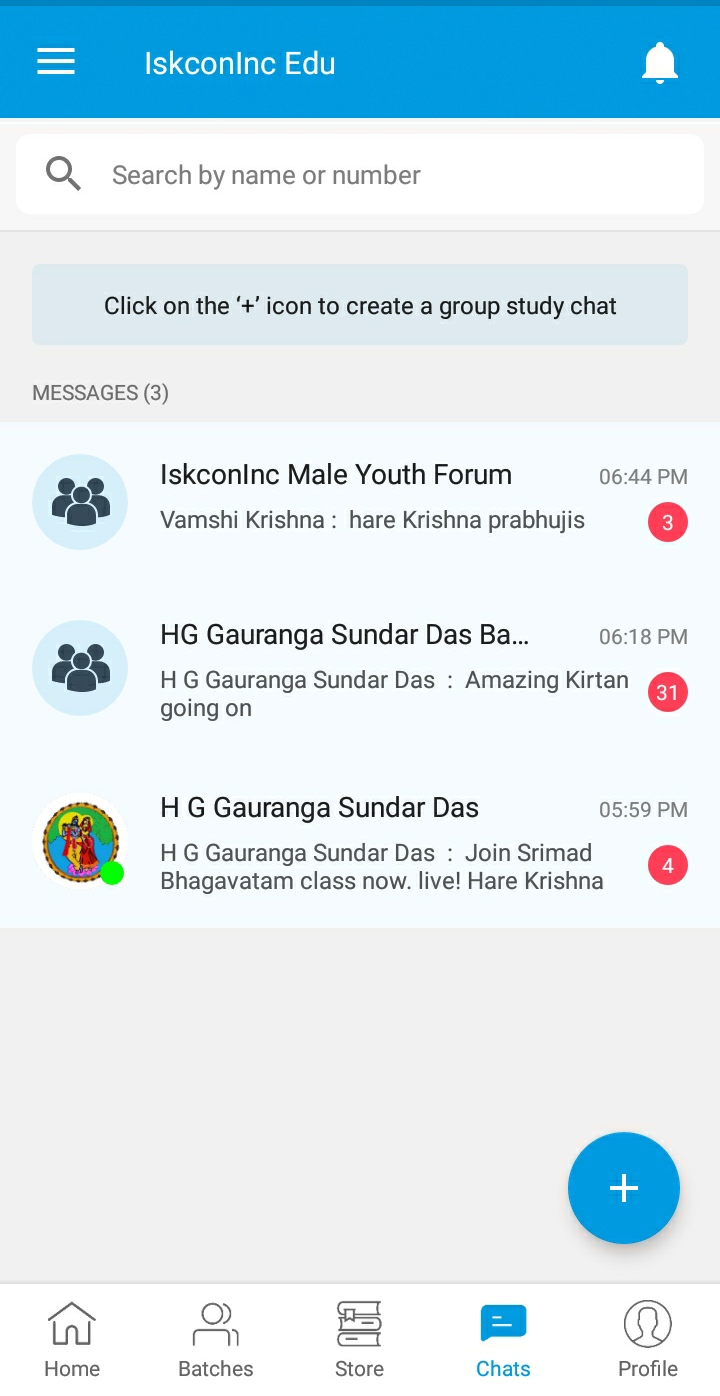 IskconInc Edu
Search by name or number
Click on the ‘+’ icon to create a group study chat
MESSAGES (3)
IskconInc Male Youth Forum
06:44 PM
Vamshi Krishna :  hare Krishna prabhujis
3
HG Gauranga Sundar Das Ba...
06:18 PM
H G Gauranga Sundar Das  :  Amazing Kirtan
going on
31
H G Gauranga Sundar Das
05:59 PM
H G Gauranga Sundar Das  :  Join Srimad
Bhagavatam class now. live! Hare Krishna
4
+
Home
Batches
Store
Chats
Profile